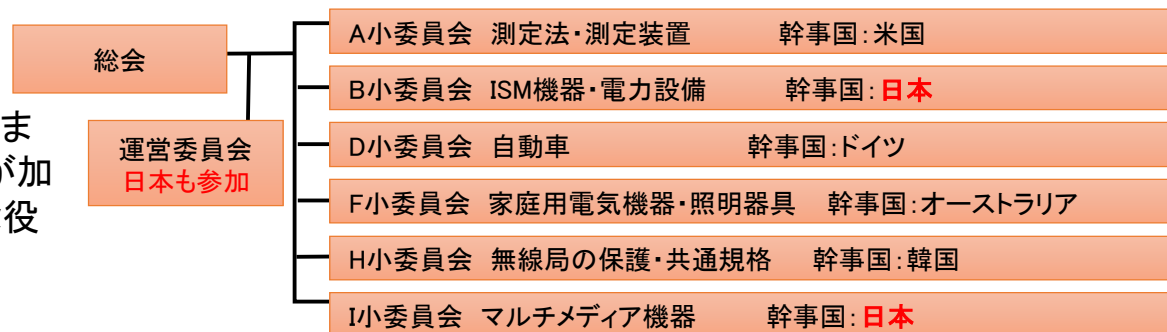 総会
運営委員会
日本も参加
ま
が加
役
A小委員会 測定法・測定装置 幹事国:米国
B小委員会 ISM機器・電力設備 幹事国:日本
D小委員会 自動車 幹事国:ドイツ
F小委員会 家庭用電気機器・照明器具 幹事国:オーストラリア
H小委員会 無線局の保護・共通規格 幹事国:韓国
I小委員会 マルチメディア機器 幹事国:日本